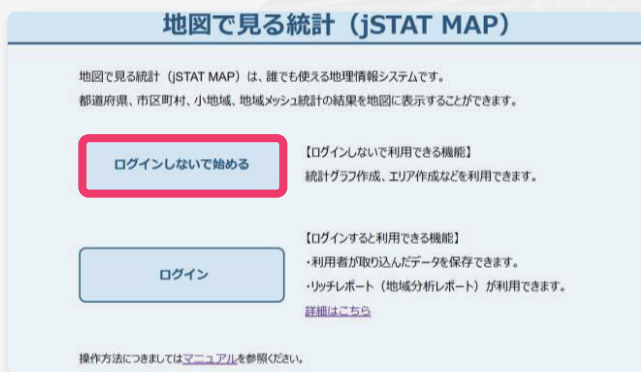 地図で見る統計（jSTAT MAP）
地図で見る統計（jSTAT MAP）は、誰でも使える地理情報システムです。
都道府県、市区町村、小地域、地域メッシュ統計の結果を地図に表示することができます。
ログインしないで始める
【ログインしないで利用できる機能】
統計グラフ作成、エリア作成などを利用できます。
ログイン
【ログインすると利用できる機能】
・利用者が取り込んだデータを保存できます。
・リッチレポート（地域分析レポート）が利用できます。
詳細はこちら
操作方法につきましてはマニュアルを参照ください。